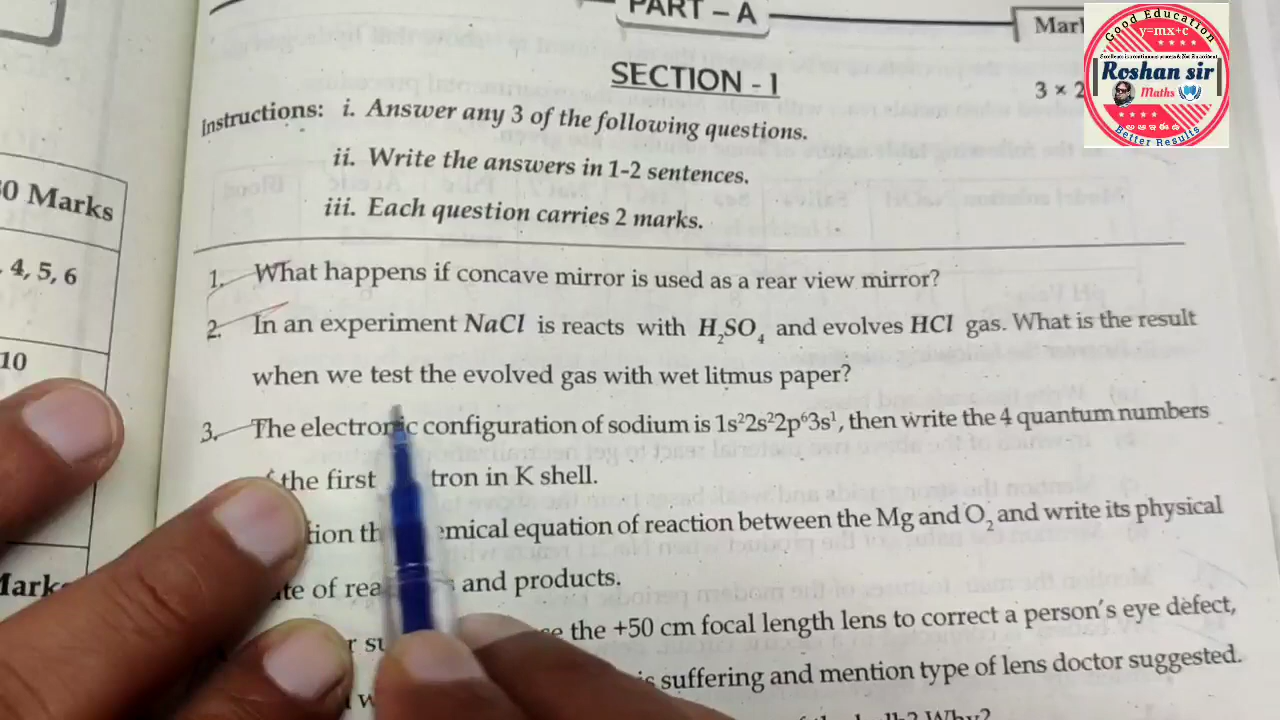 PART – A
SECTION - I
3 × 2
Instructions: i. Answer any 3 of the following questions.
ii. Write the answers in 1-2 sentences.
iii. Each question carries 2 marks.
1. What happens if concave mirror is used as a rear view mirror?
2. In an experiment NaCl is reacts with H₂SO₄ and evolves HCl gas. What is the result
when we test the evolved gas with wet litmus paper?
3. The electronic configuration of sodium is 1s²2s²2p⁶3s¹, then write the 4 quantum numbers
the first tron in K shell.
tion th emical equation of reaction between the Mg and O₂ and write its physical
te of rea and products.
the +50 cm focal length lens to correct a person's eye defect,
suffering and mention type of lens doctor suggested.
Why?
0 Marks
4, 5, 6
10
Mark
Good Education
y=mx+c
Roshan sir
Maths
Better Results